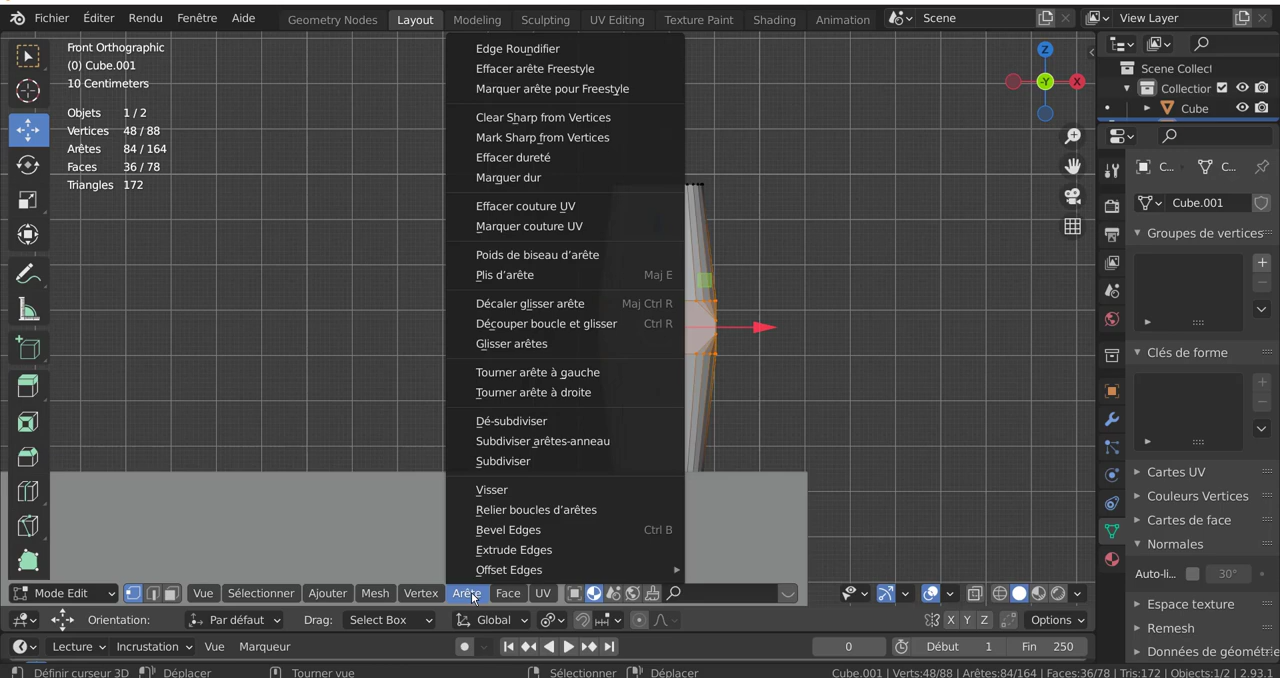 Fichier Éditer Rendu Fenêtre Aide Geometry Nodes Layout Modeling Sculpting UV Editing Texture Paint Shading Animation Scene View Layer
Front Orthographic
(0) Cube.001
10 Centimeters
Objets 1 / 2
Vertices 48 / 88
Arêtes 84 / 164
Faces 36 / 78
Triangles 172
Edge Roundifier
Effacer arête Freestyle
Marquer arête pour Freestyle
Clear Sharp from Vertices
Mark Sharp from Vertices
Effacer dureté
Marguer dur
Effacer couture UV
Marquer couture UV
Poids de biseau d’arête
Plis d’arête Maj E
Décaler glisser arête Maj Ctrl R
Découper boucle et glisser Ctrl R
Glisser arêtes
Tourner arête à gauche
Tourner arête à droite
Dé-subdiviser
Subdiviser arêtes-anneau
Subdiviser
Visser
Relier boucles d’arêtes
Bevel Edges Ctrl B
Extrude Edges
Offset Edges
Z
X
-Y
Scene Collect
Collection
Cube
C... C...
Cube.001
Groupes de vertices
Clés de forme
Cartes UV
Couleurs Vertices
Cartes de face
Normales
Auto-li... 30°
Espace texture
Remesh
Données de géométrie
Mode Edit Vue Sélectionner Ajouter Mesh Vertex Arête Face UV
Orientation: Par défaut Drag: Select Box Global X Y Z Options
Lecture Incrustation Vue Marqueur 0 Début 1 Fin 250
Définir curseur 3D Déplacer Tourner vue Sélectionner Déplacer Cube.001 | Verts:48/88 | Arêtes:84/164 | Faces:36/78 | Tris:172 | Objects:1/2 | 2.93.1